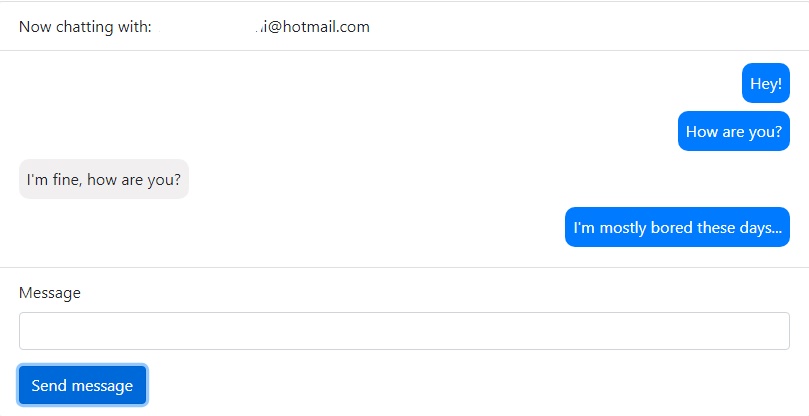 Now chatting with: i@hotmail.com
Hey!
How are you?
I'm fine, how are you?
I'm mostly bored these days...
Message
Send message